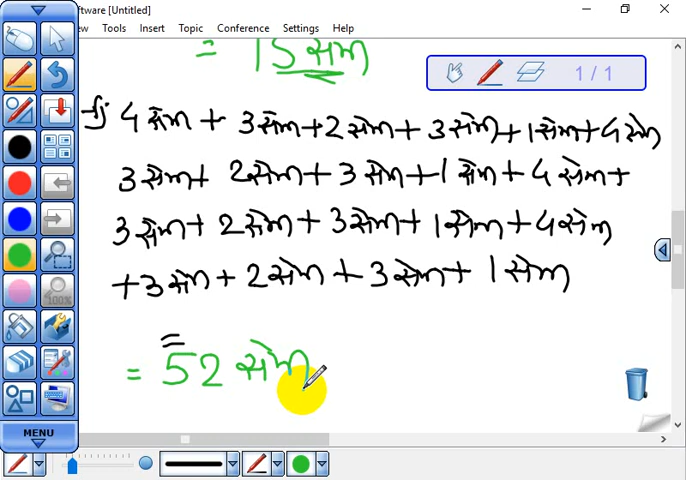 ftware [Untitled]
ew Tools Insert Topic Conference Settings Help
= 15 सेम
1 / 1
4 सेम + 3 सेम + 2 सेम + 3 सेम + 1 सेम + 4 सेम
3 सेम + 2 सेम + 3 सेम + 1 सेम + 4 सेम +
3 सेम + 2 सेम + 3 सेम + 1 सेम + 4 सेम
+ 3 सेम + 2 सेम + 3 सेम + 1 सेम
= 52 सेम
100%
MENU